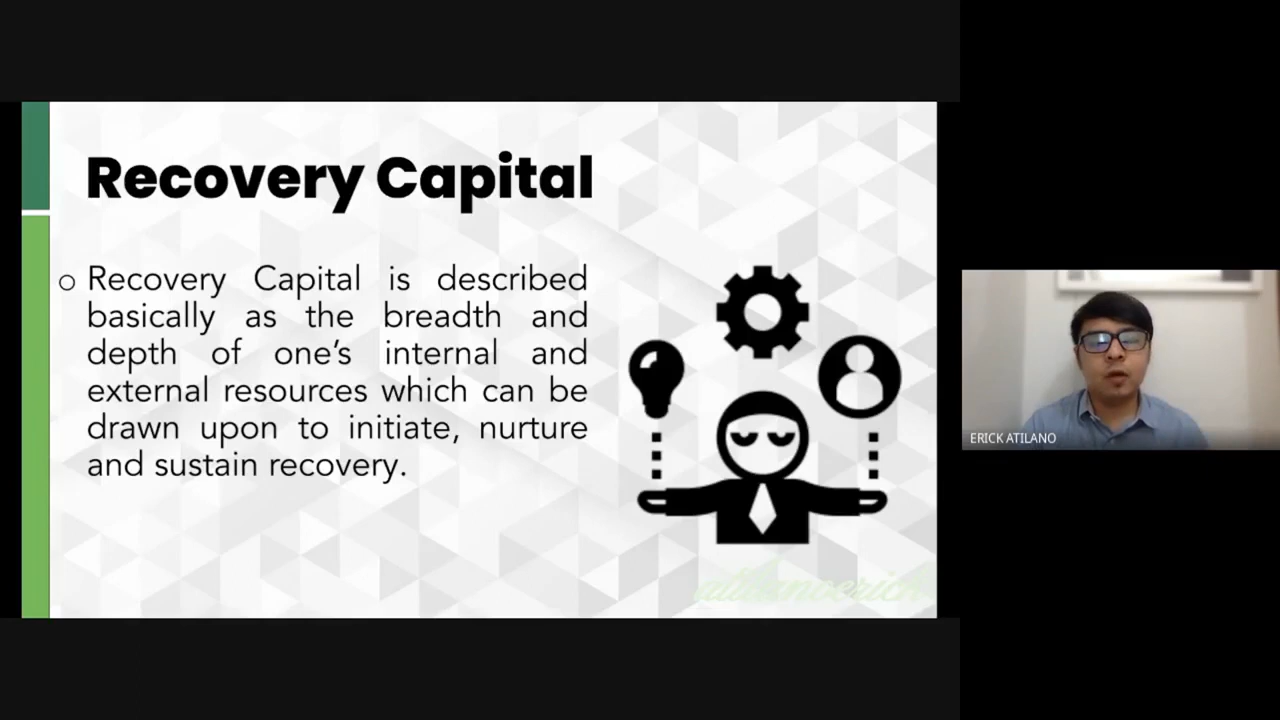 Recovery Capital
o Recovery Capital is described
basically as the breadth and
depth of one’s internal and
external resources which can be
drawn upon to initiate, nurture
and sustain recovery.
atilanoerick
ERICK ATILANO